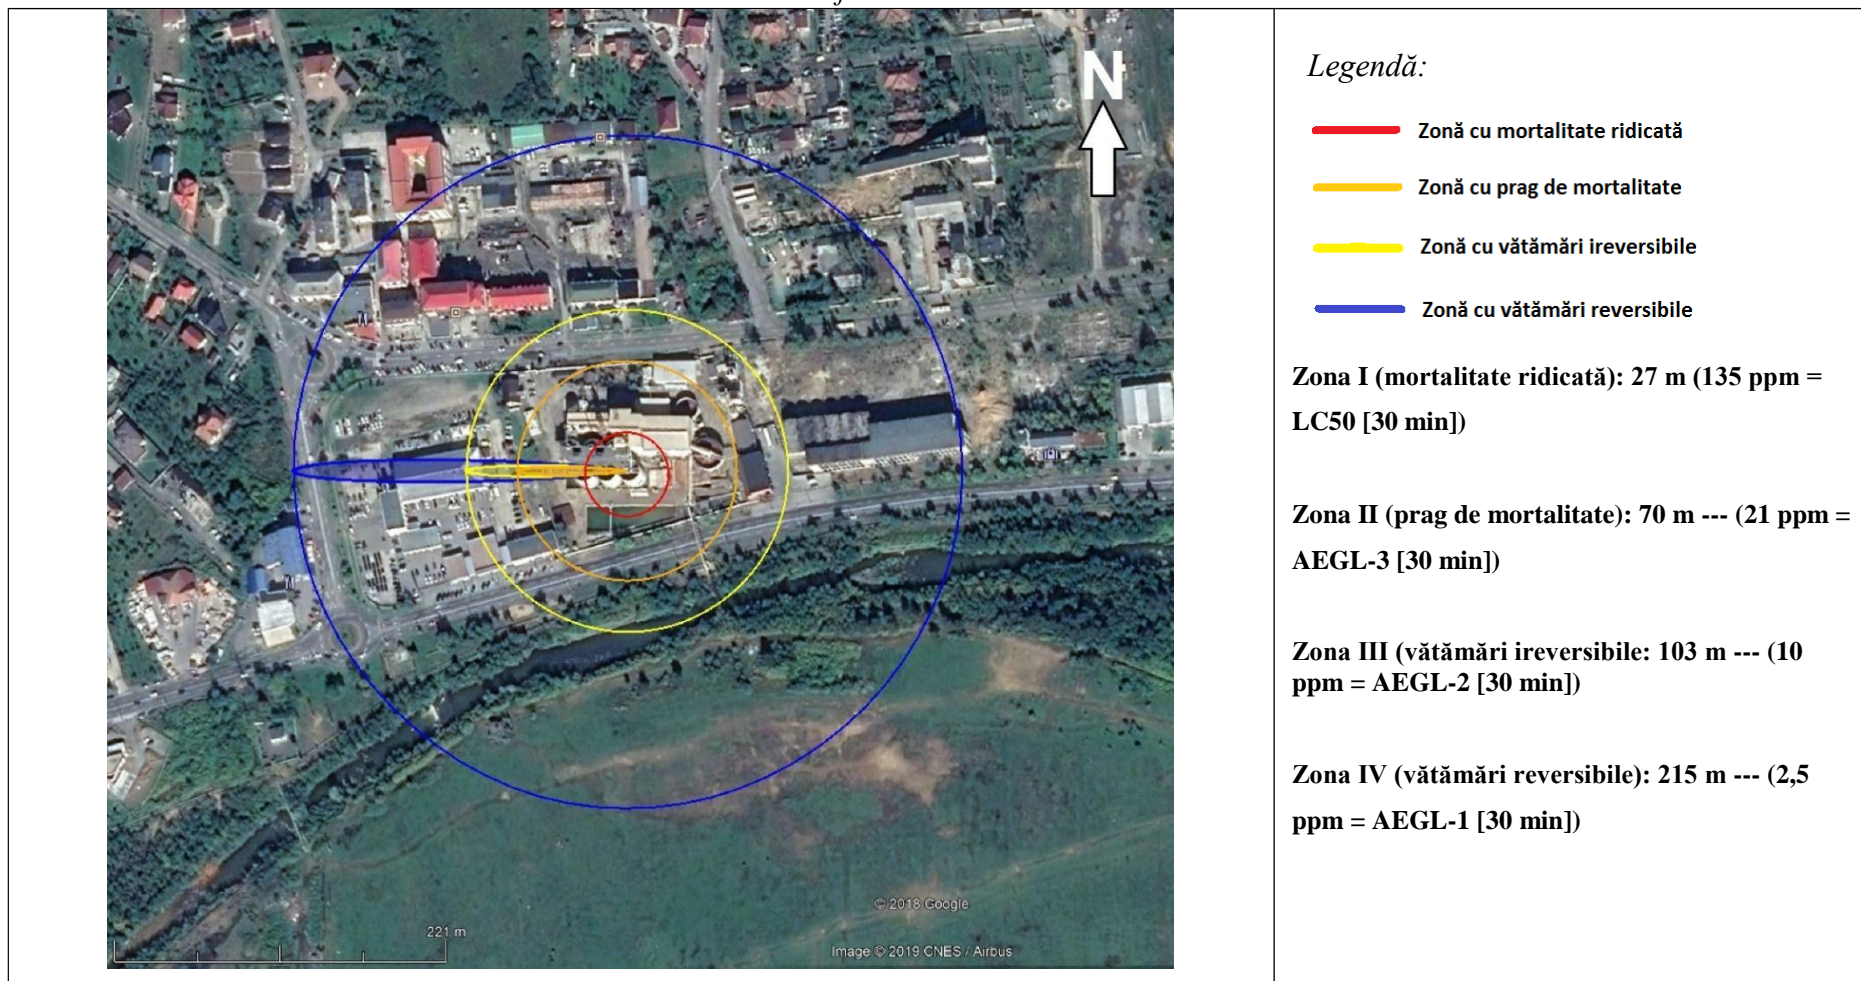 N
221 m
© 2018 Google
Image © 2019 CNES / Airbus
Legendă:
Zonă cu mortalitate ridicată
Zonă cu prag de mortalitate
Zonă cu vătămări ireversibile
Zonă cu vătămări reversibile
Zona I (mortalitate ridicată): 27 m (135 ppm =
LC50 [30 min])
Zona II (prag de mortalitate): 70 m --- (21 ppm =
AEGL-3 [30 min])
Zona III (vătămări ireversibile: 103 m --- (10
ppm = AEGL-2 [30 min])
Zona IV (vătămări reversibile): 215 m --- (2,5
ppm = AEGL-1 [30 min])